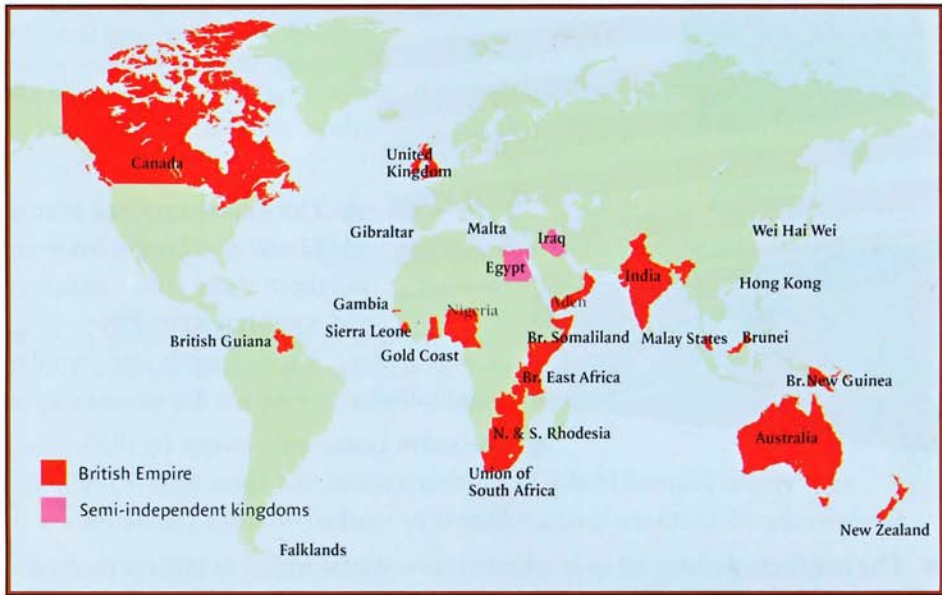 Canada
United
Kingdom
Gibraltar
Malta
Iraq
Wei Hai Wei
Egypt
India
Hong Kong
Gambia
Nigeria
Aden
British Guiana
Sierra Leone
Gold Coast
Br. Somaliland
Malay States
Brunei
Br. East Africa
Br. New Guinea
N. & S. Rhodesia
Australia
British Empire
Union of
South Africa
Semi-independent kingdoms
New Zealand
Falklands